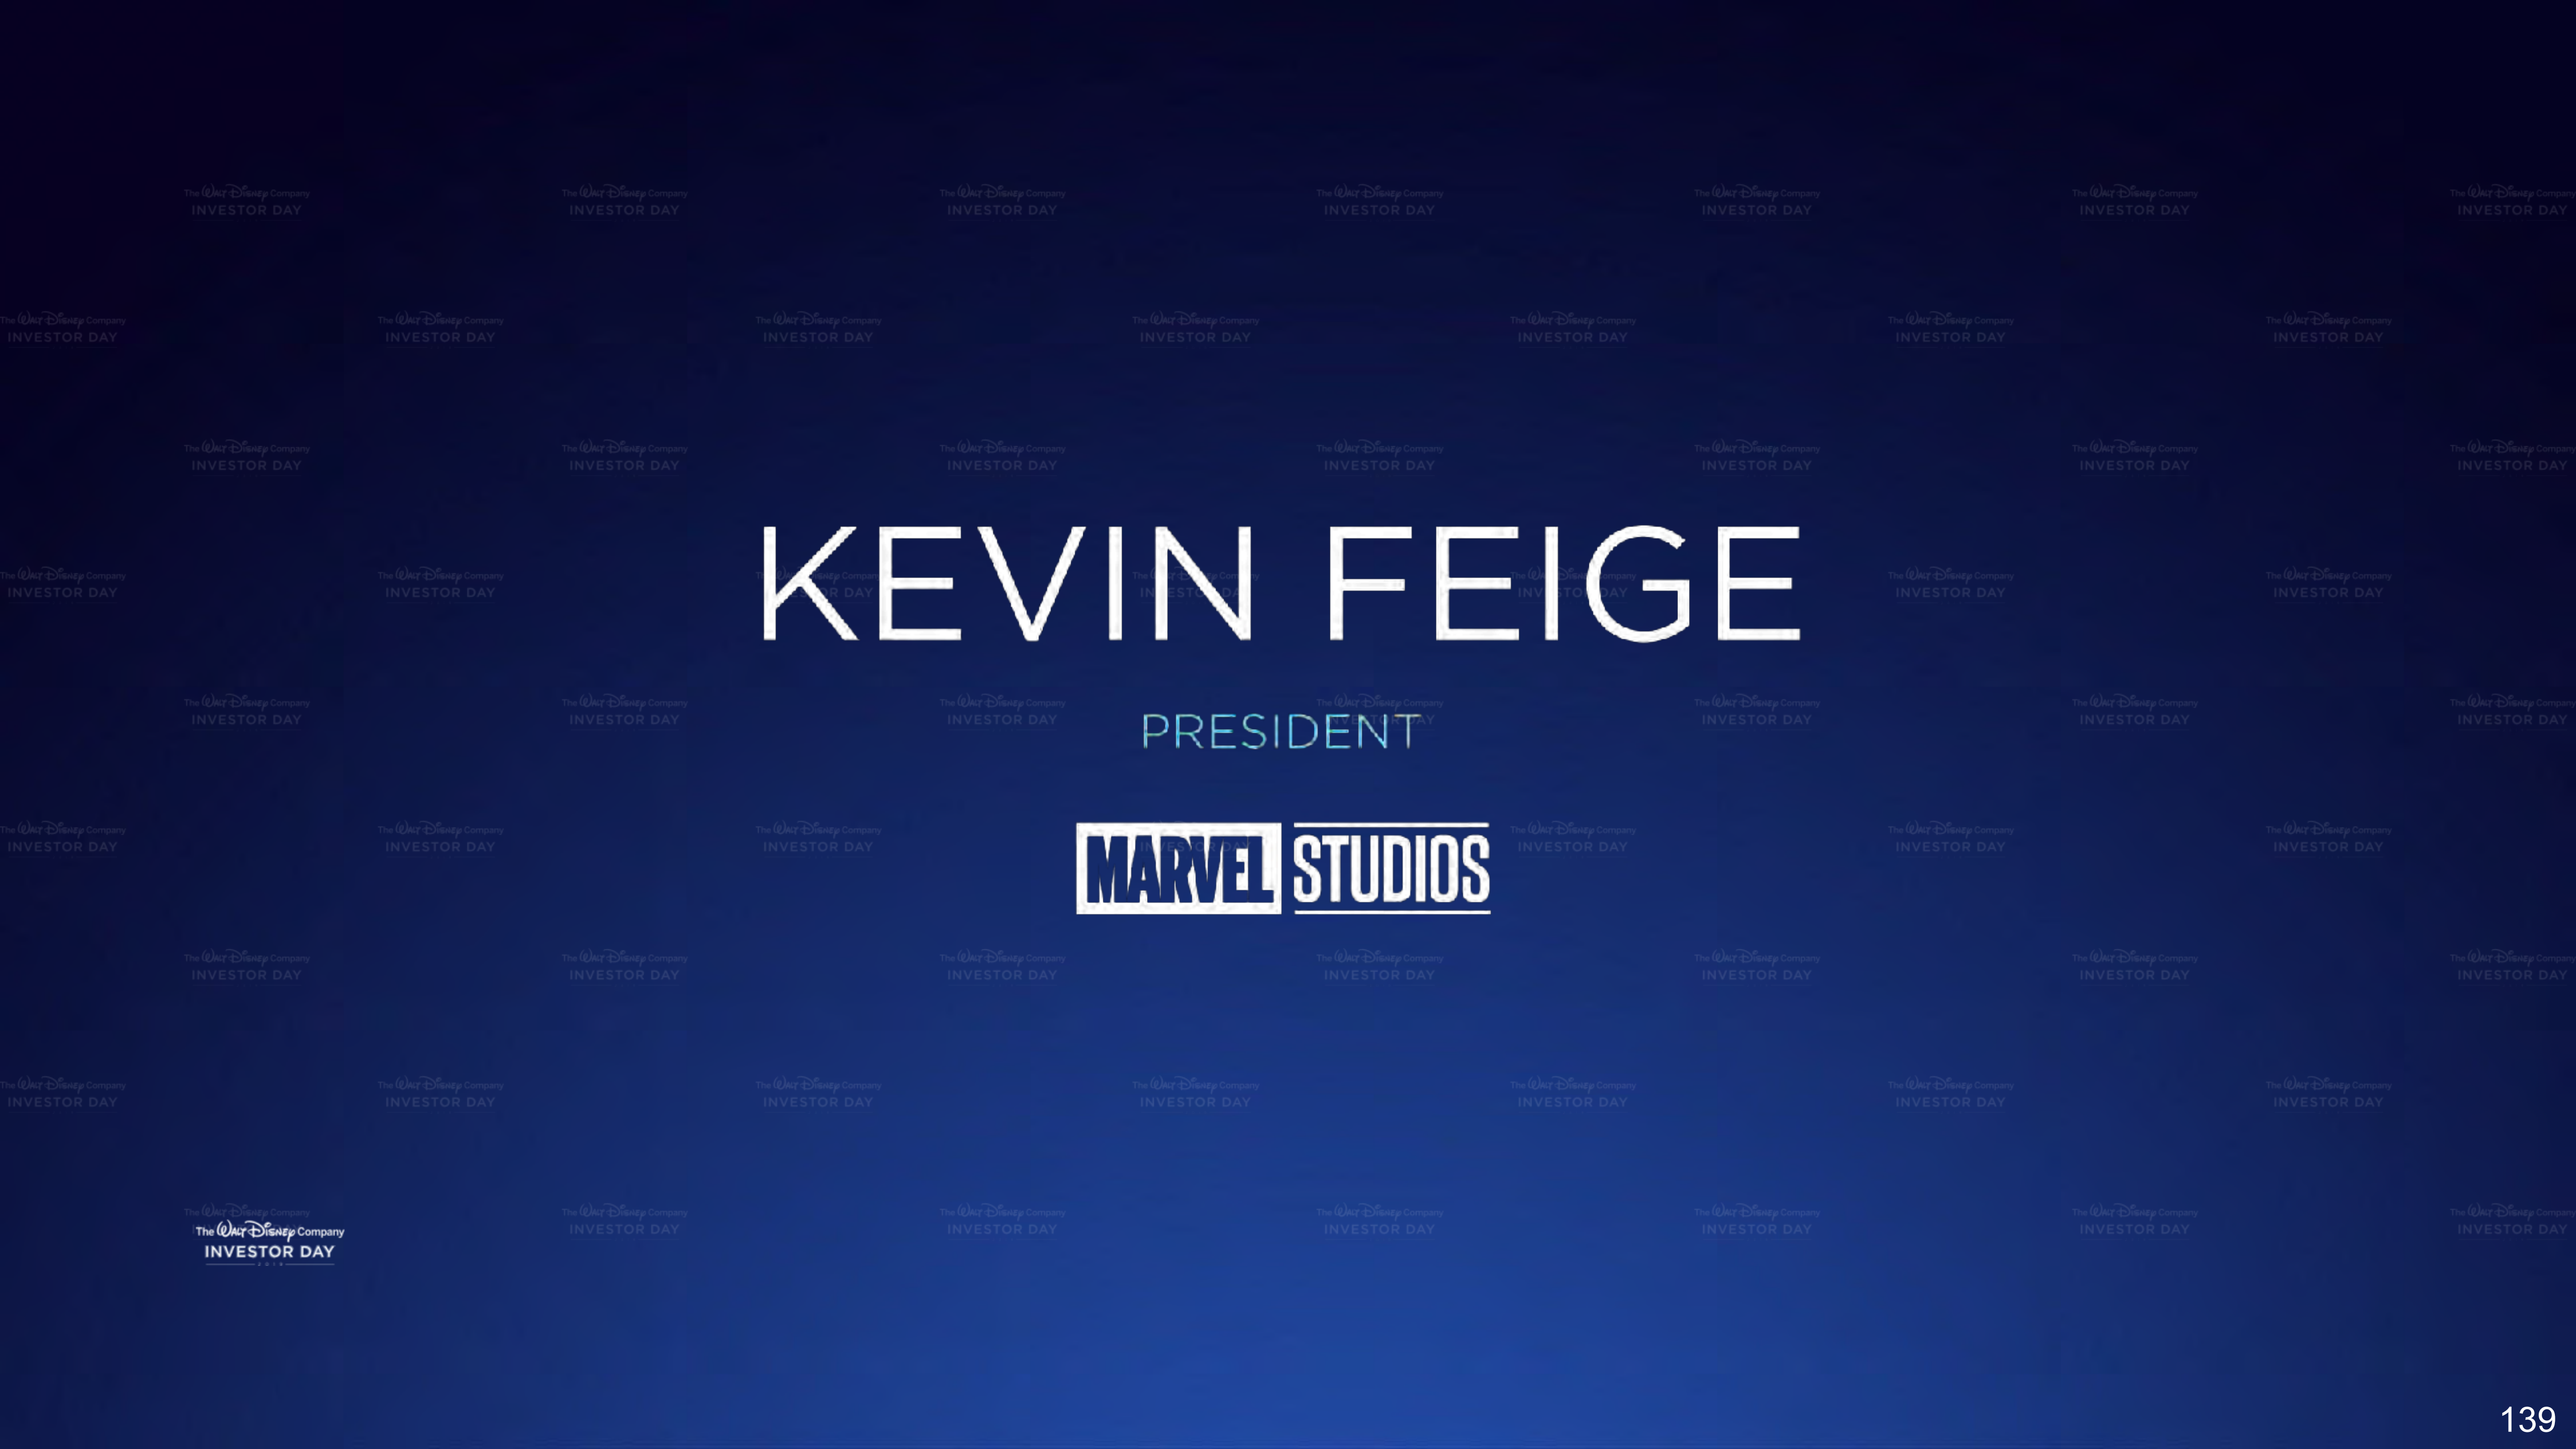 KEVIN FEIGE
PRESIDENT
MARVEL STUDIOS
The Walt Disney Company
INVESTOR DAY
139